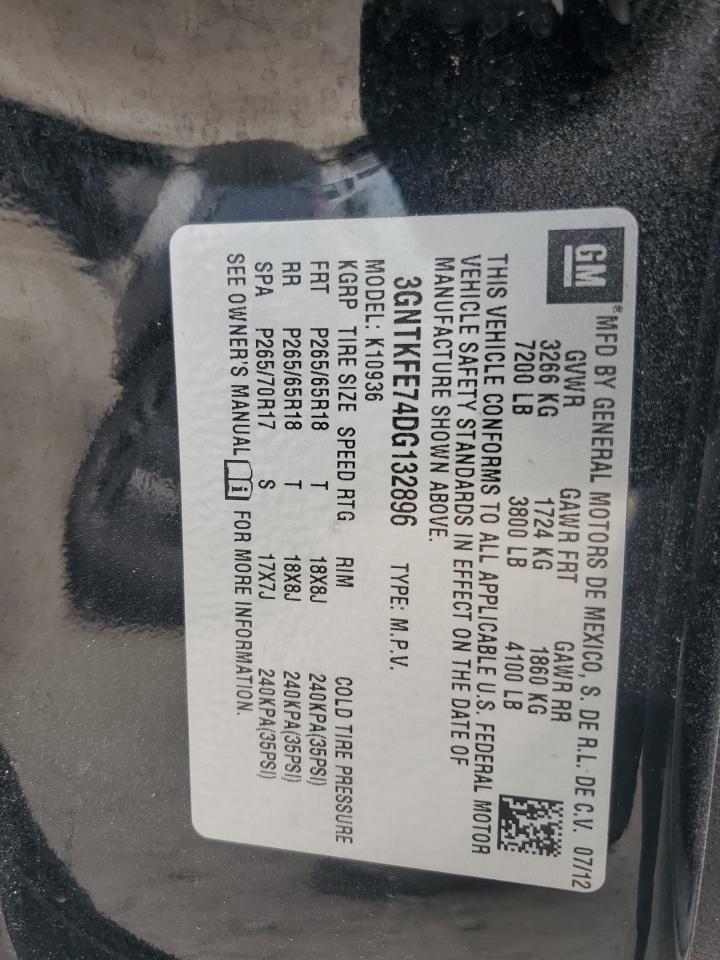 GM
®MFD BY GENERAL MOTORS DE MEXICO, S. DE R.L. DE C.V. 07/12
GVWR GAWR FRT GAWR RR
3266 KG 1724 KG 1860 KG
7200 LB 3800 LB 4100 LB
THIS VEHICLE CONFORMS TO ALL APPLICABLE U.S. FEDERAL MOTOR
VEHICLE SAFETY STANDARDS IN EFFECT ON THE DATE OF
MANUFACTURE SHOWN ABOVE.
3GNTKFE74DG132896 TYPE: M.P.V.
MODEL: K10936
KGRP TIRE SIZE SPEED RTG RIM COLD TIRE PRESSURE
FRT P265/65R18 T 18X8J 240KPA(35PSI)
RR P265/65R18 T 18X8J 240KPA(35PSI)
SPA P265/70R17 S 17X7J 240KPA(35PSI)
SEE OWNER'S MANUAL i FOR MORE INFORMATION.